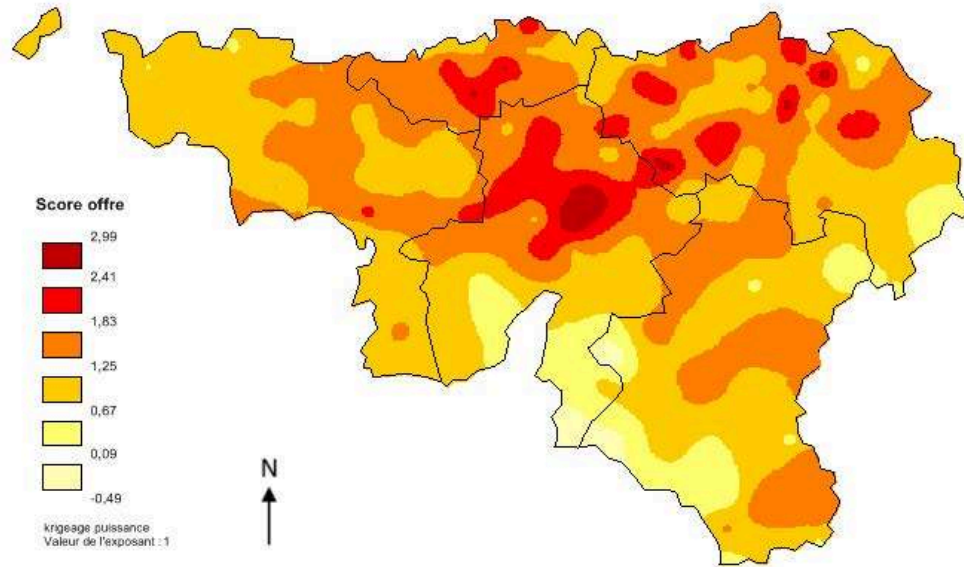 Score offre
2,99
2,41
1,83
1,25
0,67
0,09
-0,49
N
krigeage puissance
Valeur de l'exposant : 1